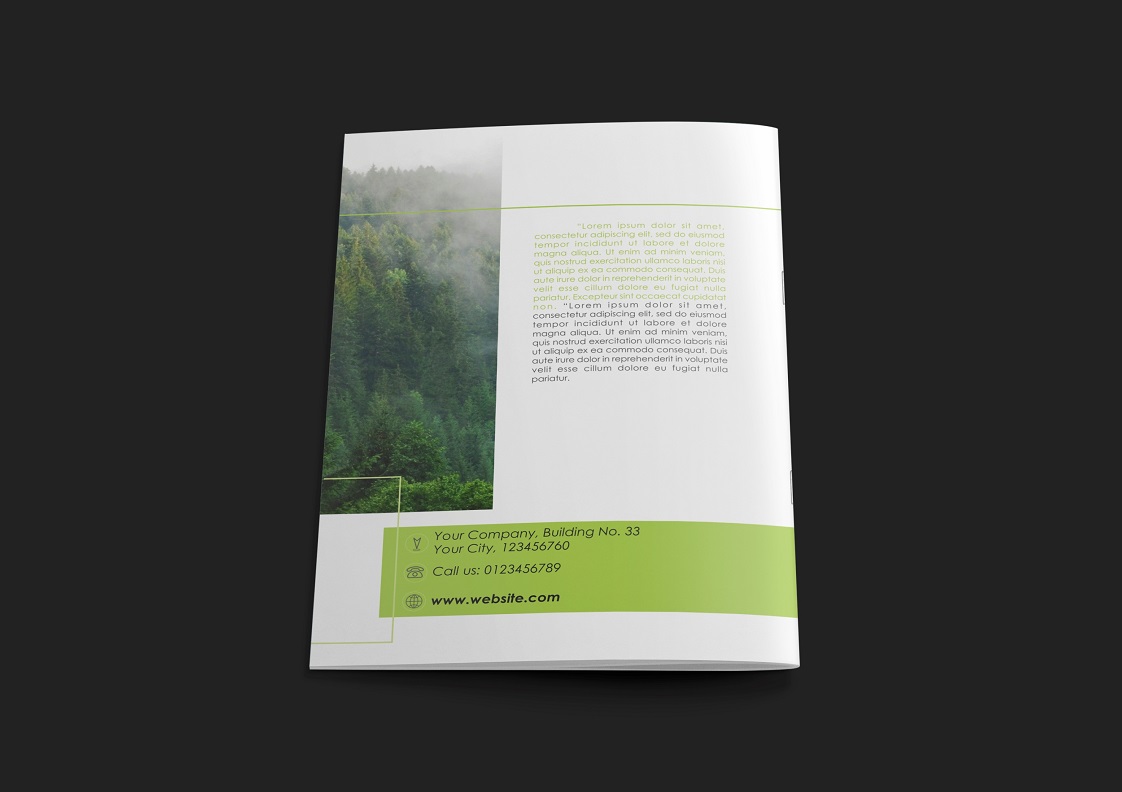 "Lorem ipsum dolor sit amet,
consectetur adipiscing elit, sed do eiusmod
tempor incididunt ut labore et dolore
magna aliqua. Ut enim ad minim veniam,
quis nostrud exercitation ullamco laboris nisi
ut aliquip ex ea commodo consequat. Duis
aute irure dolor in reprehenderit in voluptate
velit esse cillum dolore eu fugiat nulla
pariatur. Excepteur sint occaecat cupidatat
non. "Lorem ipsum dolor sit amet,
consectetur adipiscing elit, sed do eiusmod
tempor incididunt ut labore et dolore
magna aliqua. Ut enim ad minim veniam,
quis nostrud exercitation ullamco laboris nisi
ut aliquip ex ea commodo consequat. Duis
aute irure dolor in reprehenderit in voluptate
velit esse cillum dolore eu fugiat nulla
pariatur.
Your Company, Building No. 33
Your City, 123456760
Call us: 0123456789
www.website.com